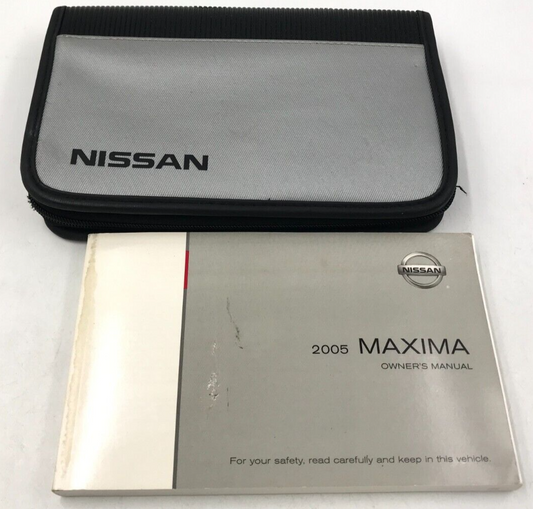 NISSAN
NISSAN
2005 MAXIMA
OWNER'S MANUAL
For your safety, read carefully and keep in this vehicle.